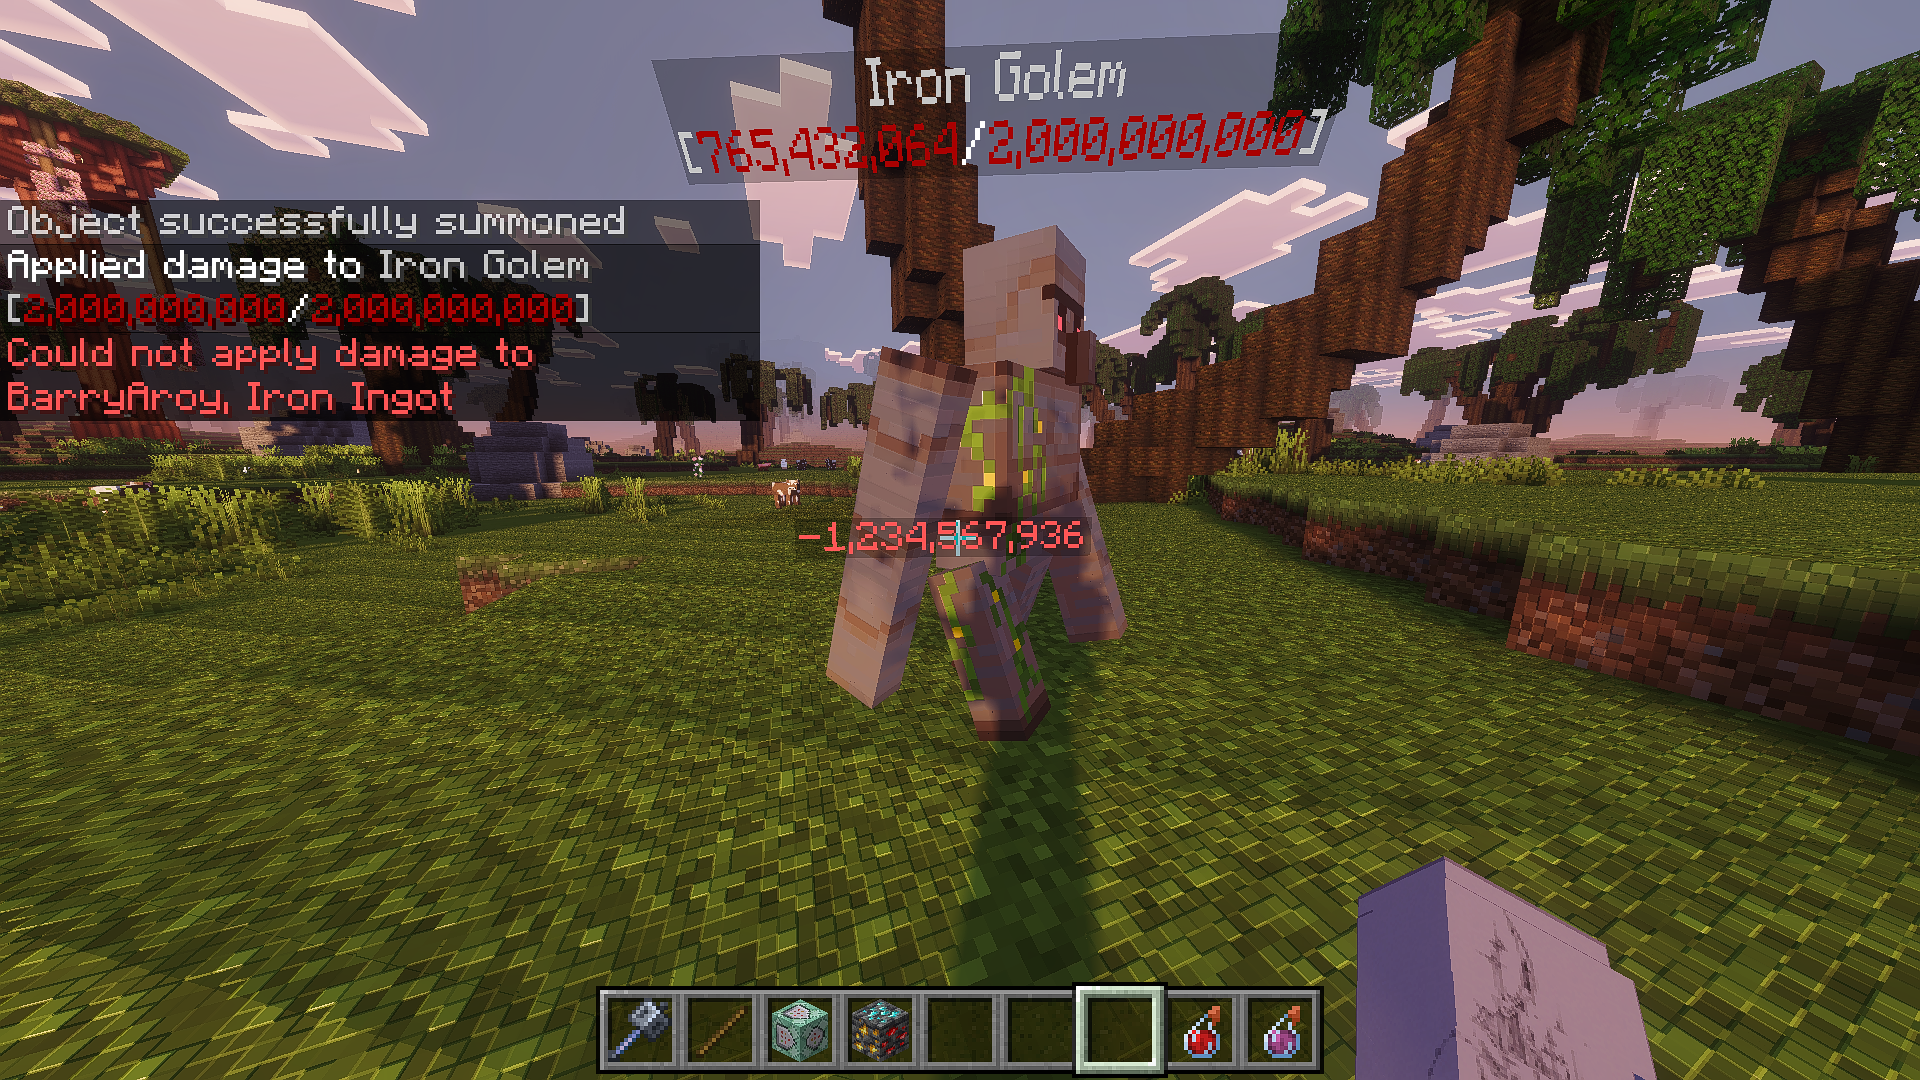 Iron Golem
[765,432,064/2,000,000,000]
Object successfully summoned
Applied damage to Iron Golem
[2,000,000,000/2,000,000,000]
Could not apply damage to
BarryAroy, Iron Ingot
-1,234,567,936